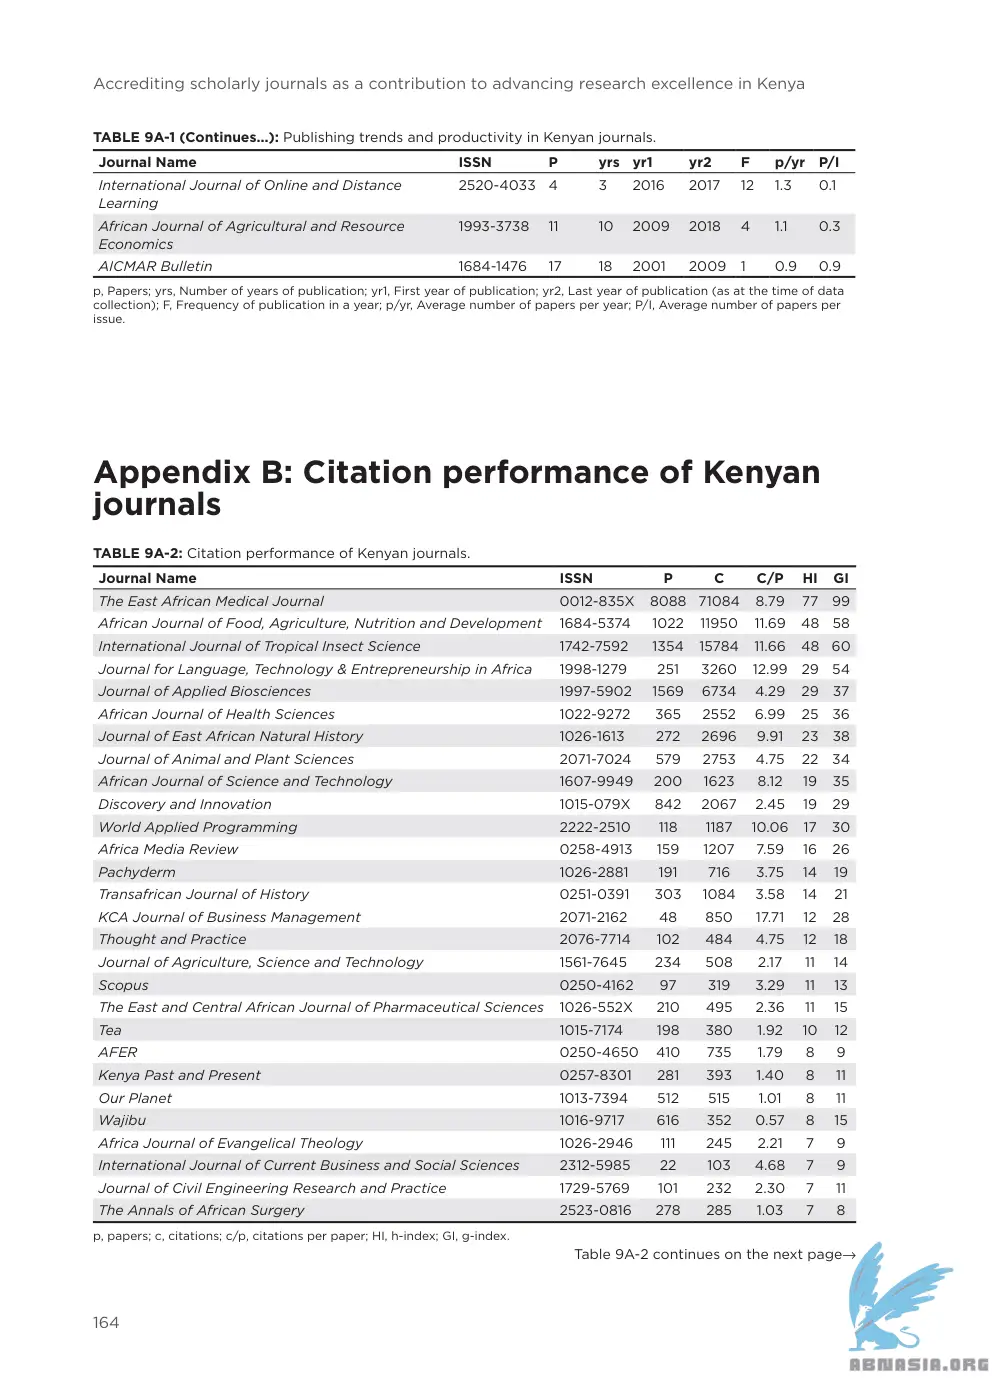 Accrediting scholarly journals as a contribution to advancing research excellence in Kenya
TABLE 9A-1 (Continues...): Publishing trends and productivity in Kenyan journals.
Journal Name ISSN P yrs yr1 yr2 F p/yr P/I
International Journal of Online and Distance 2520-4033 4 3 2016 2017 12 1.3 0.1
Learning
African Journal of Agricultural and Resource 1993-3738 11 10 2009 2018 4 1.1 0.3
Economics
AICMAR Bulletin 1684-1476 17 18 2001 2009 1 0.9 0.9
p, Papers; yrs, Number of years of publication; yr1, First year of publication; yr2, Last year of publication (as at the time of data
collection); F, Frequency of publication in a year; p/yr, Average number of papers per year; P/I, Average number of papers per
issue.
Appendix B: Citation performance of Kenyan
journals
TABLE 9A-2: Citation performance of Kenyan journals.
Journal Name ISSN P C C/P HI GI
The East African Medical Journal 0012-835X 8088 71084 8.79 77 99
African Journal of Food, Agriculture, Nutrition and Development 1684-5374 1022 11950 11.69 48 58
International Journal of Tropical Insect Science 1742-7592 1354 15784 11.66 48 60
Journal for Language, Technology & Entrepreneurship in Africa 1998-1279 251 3260 12.99 29 54
Journal of Applied Biosciences 1997-5902 1569 6734 4.29 29 37
African Journal of Health Sciences 1022-9272 365 2552 6.99 25 36
Journal of East African Natural History 1026-1613 272 2696 9.91 23 38
Journal of Animal and Plant Sciences 2071-7024 579 2753 4.75 22 34
African Journal of Science and Technology 1607-9949 200 1623 8.12 19 35
Discovery and Innovation 1015-079X 842 2067 2.45 19 29
World Applied Programming 2222-2510 118 1187 10.06 17 30
Africa Media Review 0258-4913 159 1207 7.59 16 26
Pachyderm 1026-2881 191 716 3.75 14 19
Transafrican Journal of History 0251-0391 303 1084 3.58 14 21
KCA Journal of Business Management 2071-2162 48 850 17.71 12 28
Thought and Practice 2076-7714 102 484 4.75 12 18
Journal of Agriculture, Science and Technology 1561-7645 234 508 2.17 11 14
Scopus 0250-4162 97 319 3.29 11 13
The East and Central African Journal of Pharmaceutical Sciences 1026-552X 210 495 2.36 11 15
Tea 1015-7174 198 380 1.92 10 12
AFER 0250-4650 410 735 1.79 8 9
Kenya Past and Present 0257-8301 281 393 1.40 8 11
Our Planet 1013-7394 512 515 1.01 8 11
Wajibu 1016-9717 616 352 0.57 8 15
Africa Journal of Evangelical Theology 1026-2946 111 245 2.21 7 9
International Journal of Current Business and Social Sciences 2312-5985 22 103 4.68 7 9
Journal of Civil Engineering Research and Practice 1729-5769 101 232 2.30 7 11
The Annals of African Surgery 2523-0816 278 285 1.03 7 8
p, papers; c, citations; c/p, citations per paper; HI, h-index; GI, g-index.
Table 9A-2 continues on the next page→
164
ABNASIA.ORG